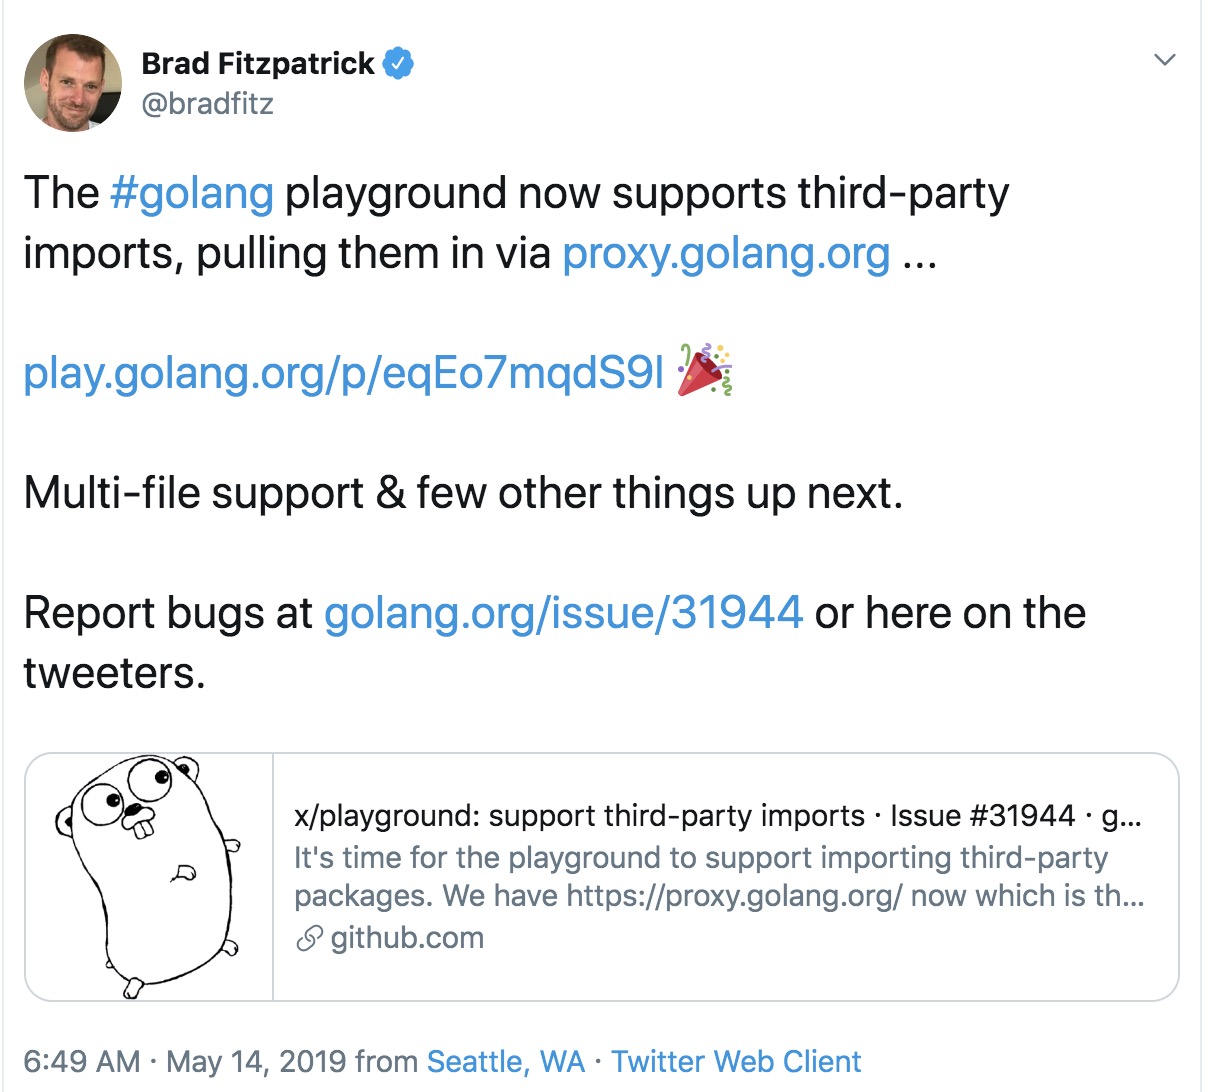 Brad Fitzpatrick
@bradfitz
The #golang playground now supports third-party
imports, pulling them in via proxy.golang.org ...
play.golang.org/p/eqEo7mqdS9l 🎉
Multi-file support & few other things up next.
Report bugs at golang.org/issue/31944 or here on the
tweeters.
x/playground: support third-party imports · Issue #31944 · g...
It's time for the playground to support importing third-party
packages. We have https://proxy.golang.org/ now which is th...
github.com
6:49 AM · May 14, 2019 from Seattle, WA · Twitter Web Client